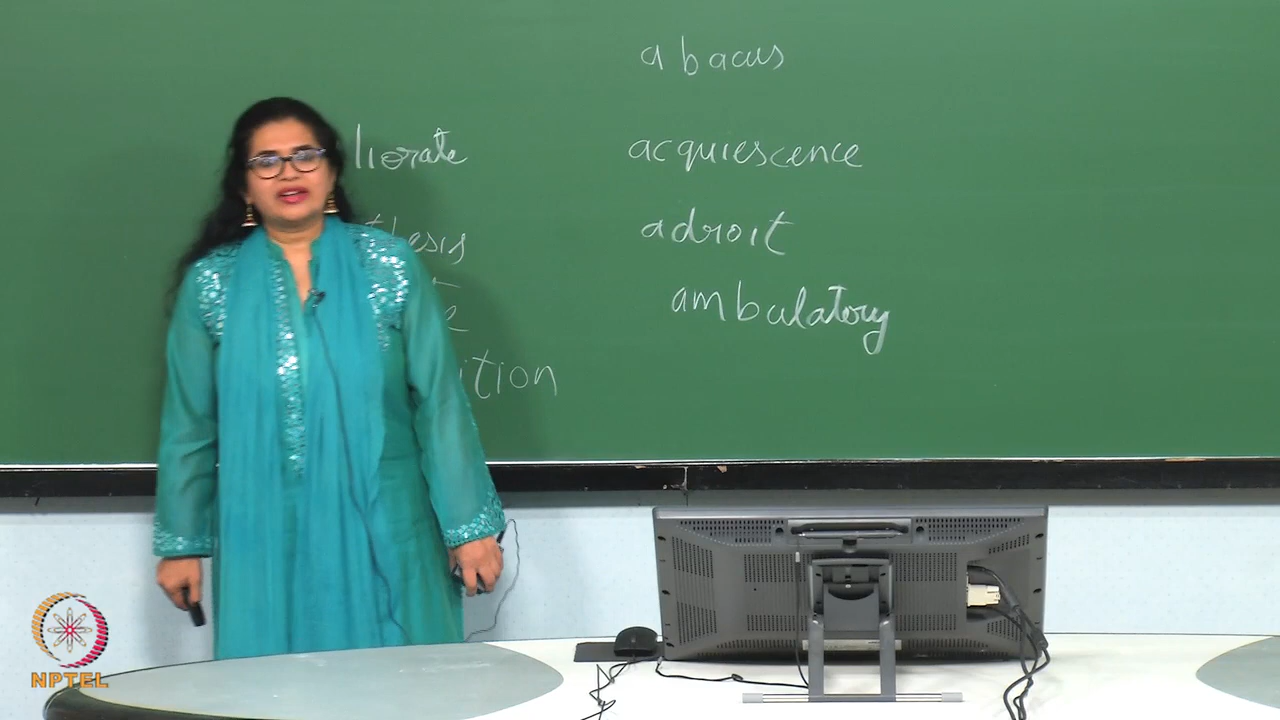 abacus
liorate
acquiescence
thesis
adroit
ambulatory
ition
NPTEL